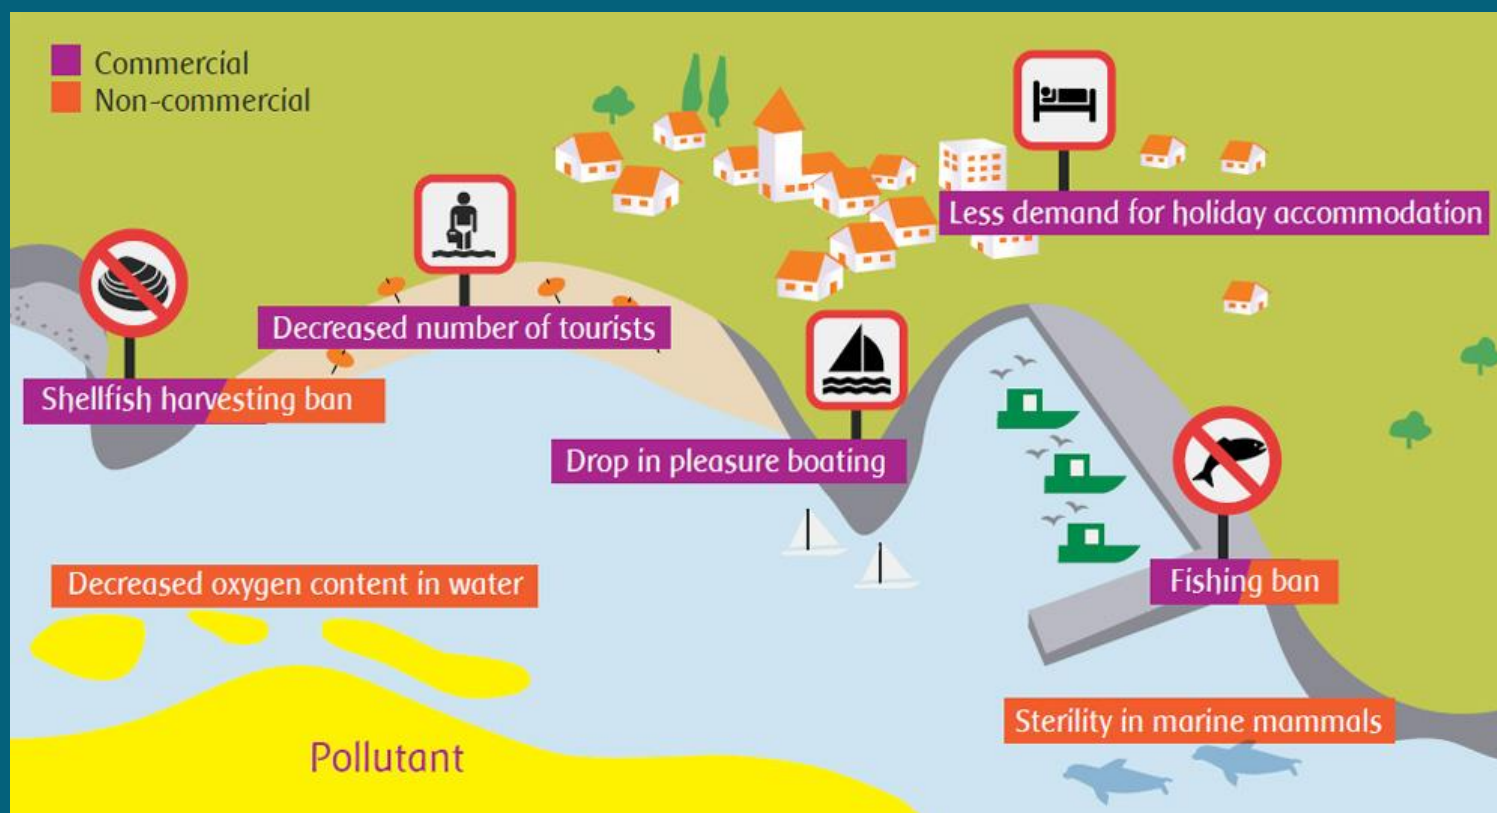 Commercial
Non-commercial
Less demand for holiday accommodation
Decreased number of tourists
Shellfish harvesting ban
Drop in pleasure boating
Decreased oxygen content in water
Fishing ban
Sterility in marine mammals
Pollutant